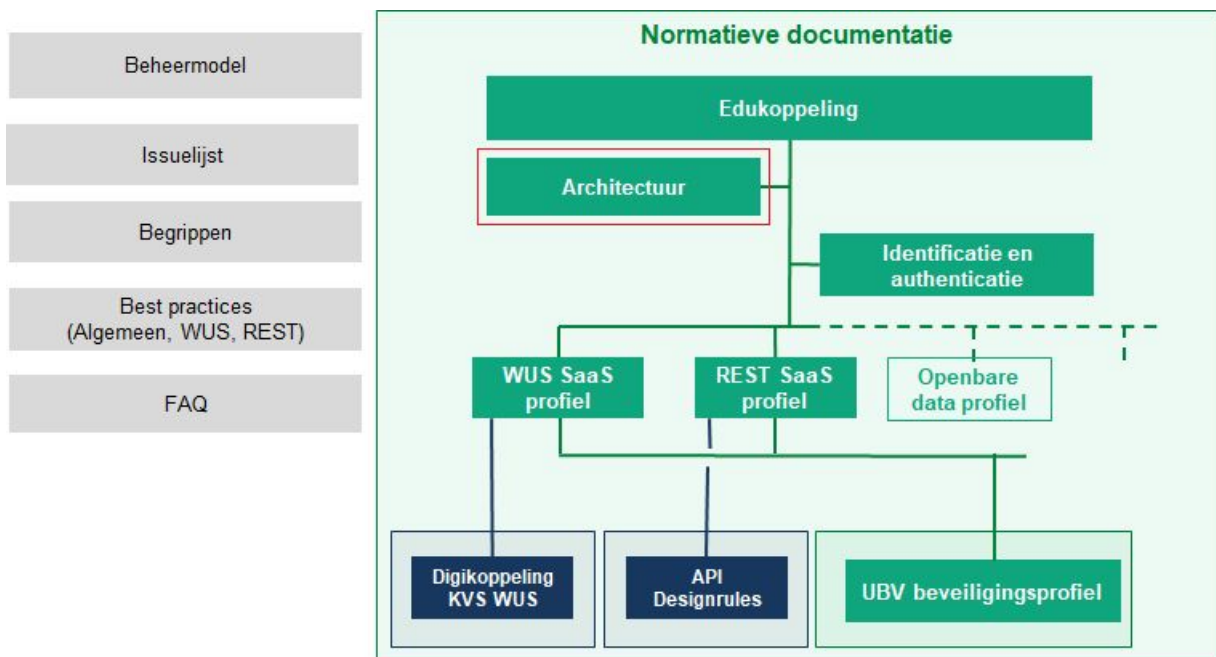 Beheermodel
Issuelijst
Begrippen
Best practices
(Algemeen, WUS, REST)
FAQ
Normatieve documentatie
Edukoppeling
Architectuur
Identificatie en
authenticatie
WUS SaaS
profiel
REST SaaS
profiel
Openbare
data profiel
Digikoppeling
KVS WUS
API
Designrules
UBV beveiligingsprofiel